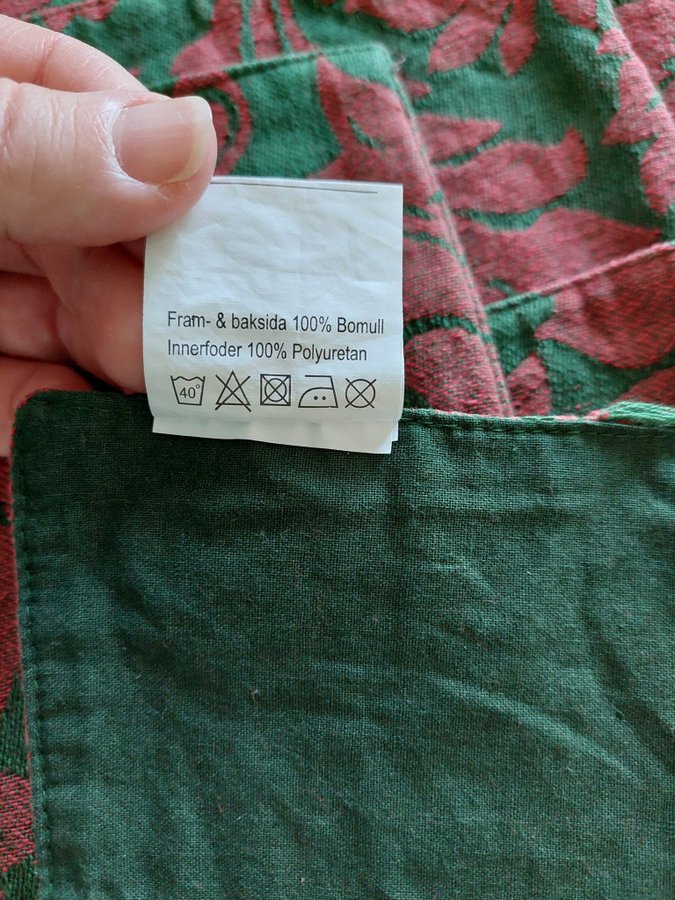 Fram- & baksida 100% Bomull
Innerfoder 100% Polyuretan
40°